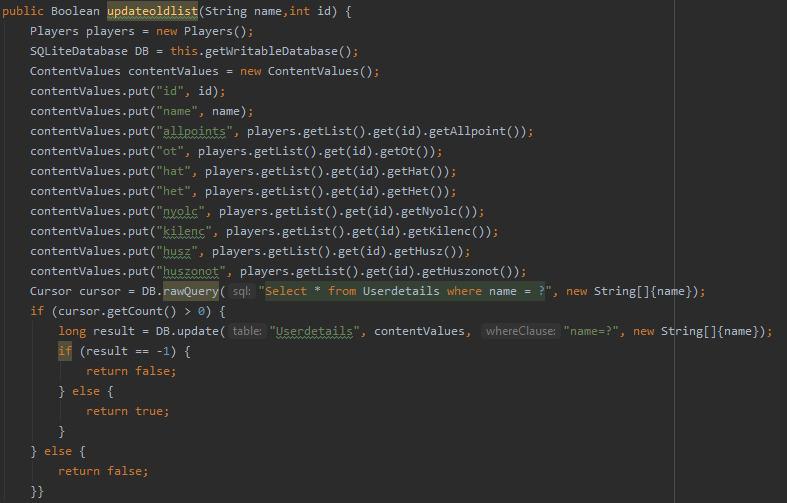 public Boolean updateoldlist(String name,int id) {
    Players players = new Players();
    SQLiteDatabase DB = this.getWritableDatabase();
    ContentValues contentValues = new ContentValues();
    contentValues.put("id", id);
    contentValues.put("name", name);
    contentValues.put("allpoints", players.getList().get(id).getAllpoint());
    contentValues.put("ot", players.getList().get(id).getOt());
    contentValues.put("hat", players.getList().get(id).getHat());
    contentValues.put("het", players.getList().get(id).getHet());
    contentValues.put("nyolc", players.getList().get(id).getNyolc());
    contentValues.put("kilenc", players.getList().get(id).getKilenc());
    contentValues.put("husz", players.getList().get(id).getHusz());
    contentValues.put("huszonot", players.getList().get(id).getHuszonot());
    Cursor cursor = DB.rawQuery( sql: "Select * from Userdetails where name = ?", new String[]{name});
    if (cursor.getCount() > 0) {
        long result = DB.update( table: "Userdetails", contentValues, whereClause: "name=?", new String[]{name});
        if (result == -1) {
            return false;
        } else {
            return true;
        }
    } else {
        return false;
    }}